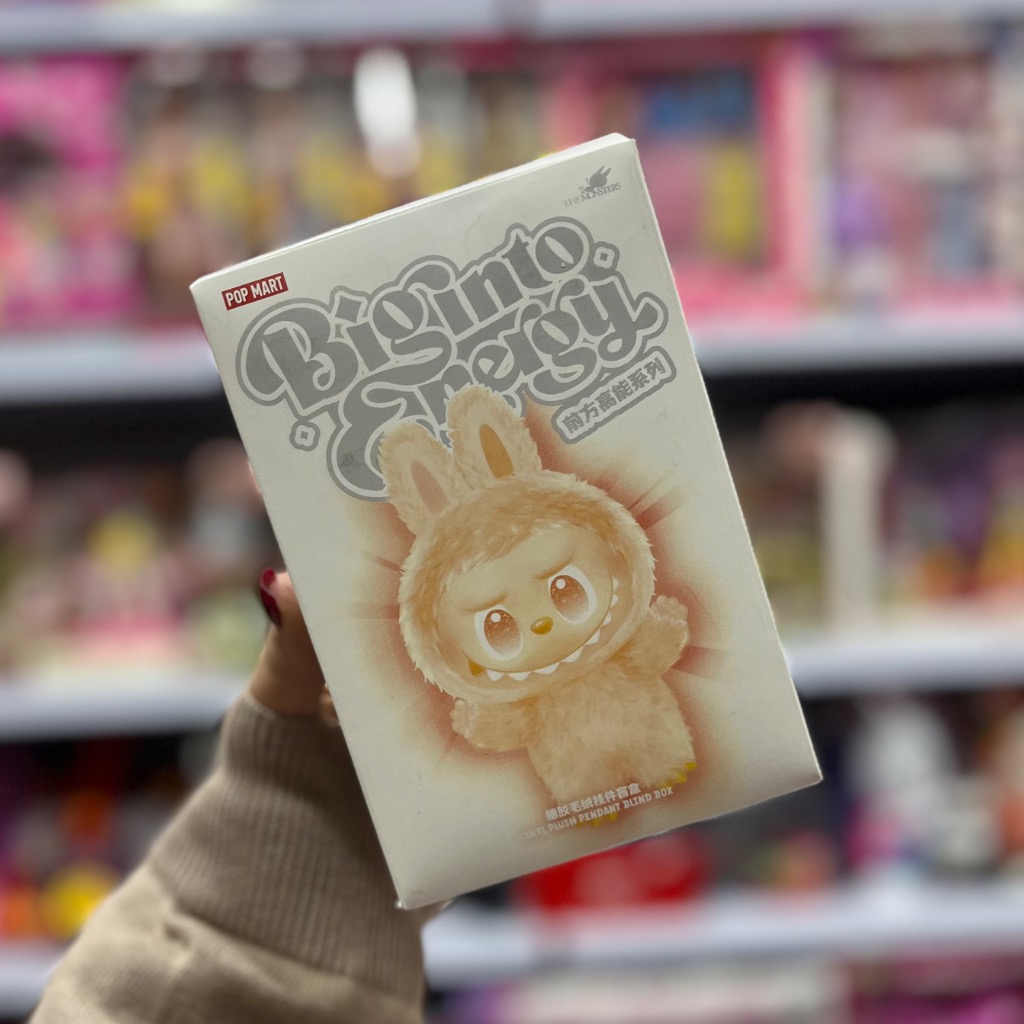 THE MONSTERS
POP MART
Big into
Energy
前方高能系列
搪胶毛绒挂件盲盒
VINYL PLUSH PENDANT BLIND BOX